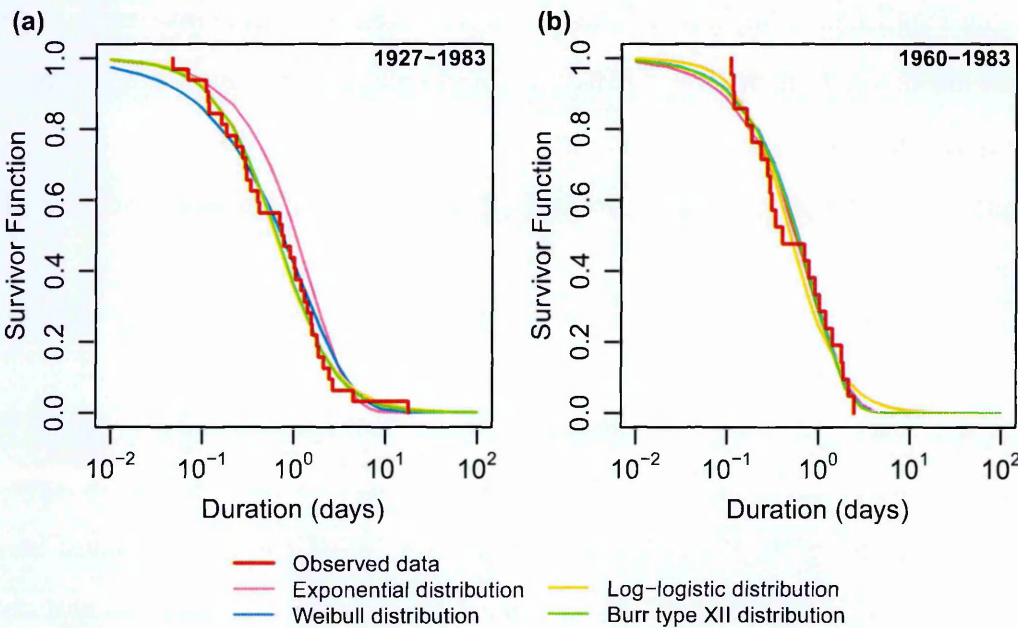 (a)
1927−1983
Survivor Function
1.0
0.8
0.6
0.4
0.2
0.0
10−2
10−1
100
101
102
Duration (days)
(b)
1960−1983
Survivor Function
1.0
0.8
0.6
0.4
0.2
0.0
10−2
10−1
100
101
102
Duration (days)
Observed data
Exponential distribution
Weibull distribution
Log−logistic distribution
Burr type XII distribution